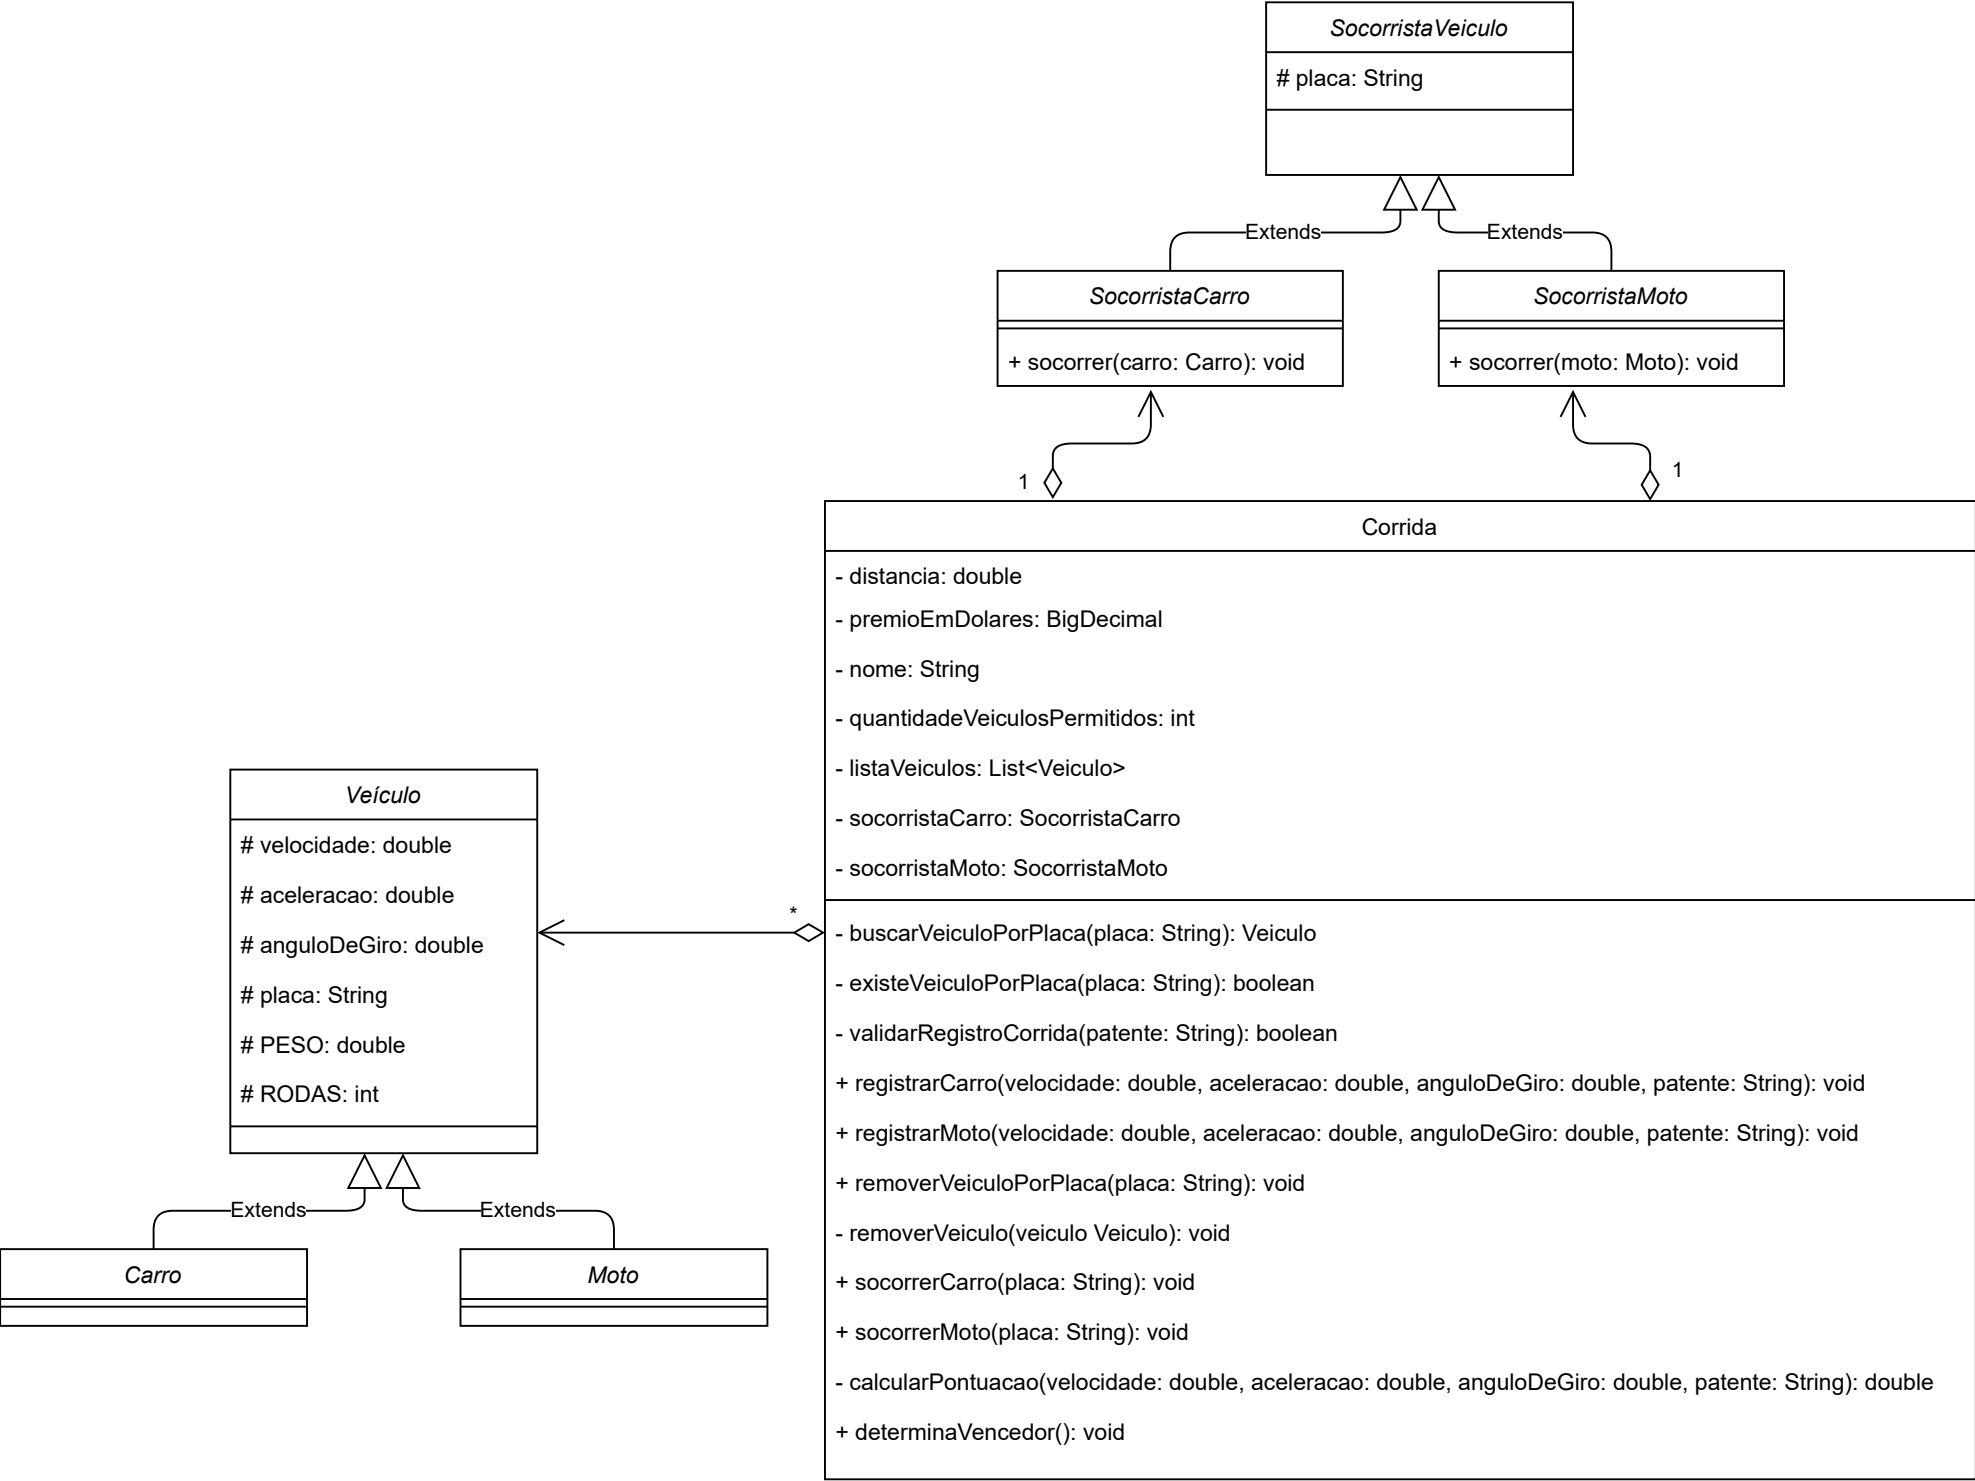 SocorristaVeiculo
# placa: String
Extends
Extends
SocorristaCarro
+ socorrer(carro: Carro): void
SocorristaMoto
+ socorrer(moto: Moto): void
1
1
Corrida
- distancia: double
- premioEmDolares: BigDecimal
- nome: String
- quantidadeVeiculosPermitidos: int
- listaVeiculos: List<Veiculo>
- socorristaCarro: SocorristaCarro
- socorristaMoto: SocorristaMoto
- buscarVeiculoPorPlaca(placa: String): Veiculo
- existeVeiculoPorPlaca(placa: String): boolean
- validarRegistroCorrida(patente: String): boolean
+ registrarCarro(velocidade: double, aceleracao: double, anguloDeGiro: double, patente: String): void
+ registrarMoto(velocidade: double, aceleracao: double, anguloDeGiro: double, patente: String): void
+ removerVeiculoPorPlaca(placa: String): void
- removerVeiculo(veiculo Veiculo): void
+ socorrerCarro(placa: String): void
+ socorrerMoto(placa: String): void
- calcularPontuacao(velocidade: double, aceleracao: double, anguloDeGiro: double, patente: String): double
+ determinaVencedor(): void
*
Veículo
# velocidade: double
# aceleracao: double
# anguloDeGiro: double
# placa: String
# PESO: double
# RODAS: int
Extends
Extends
Carro
Moto